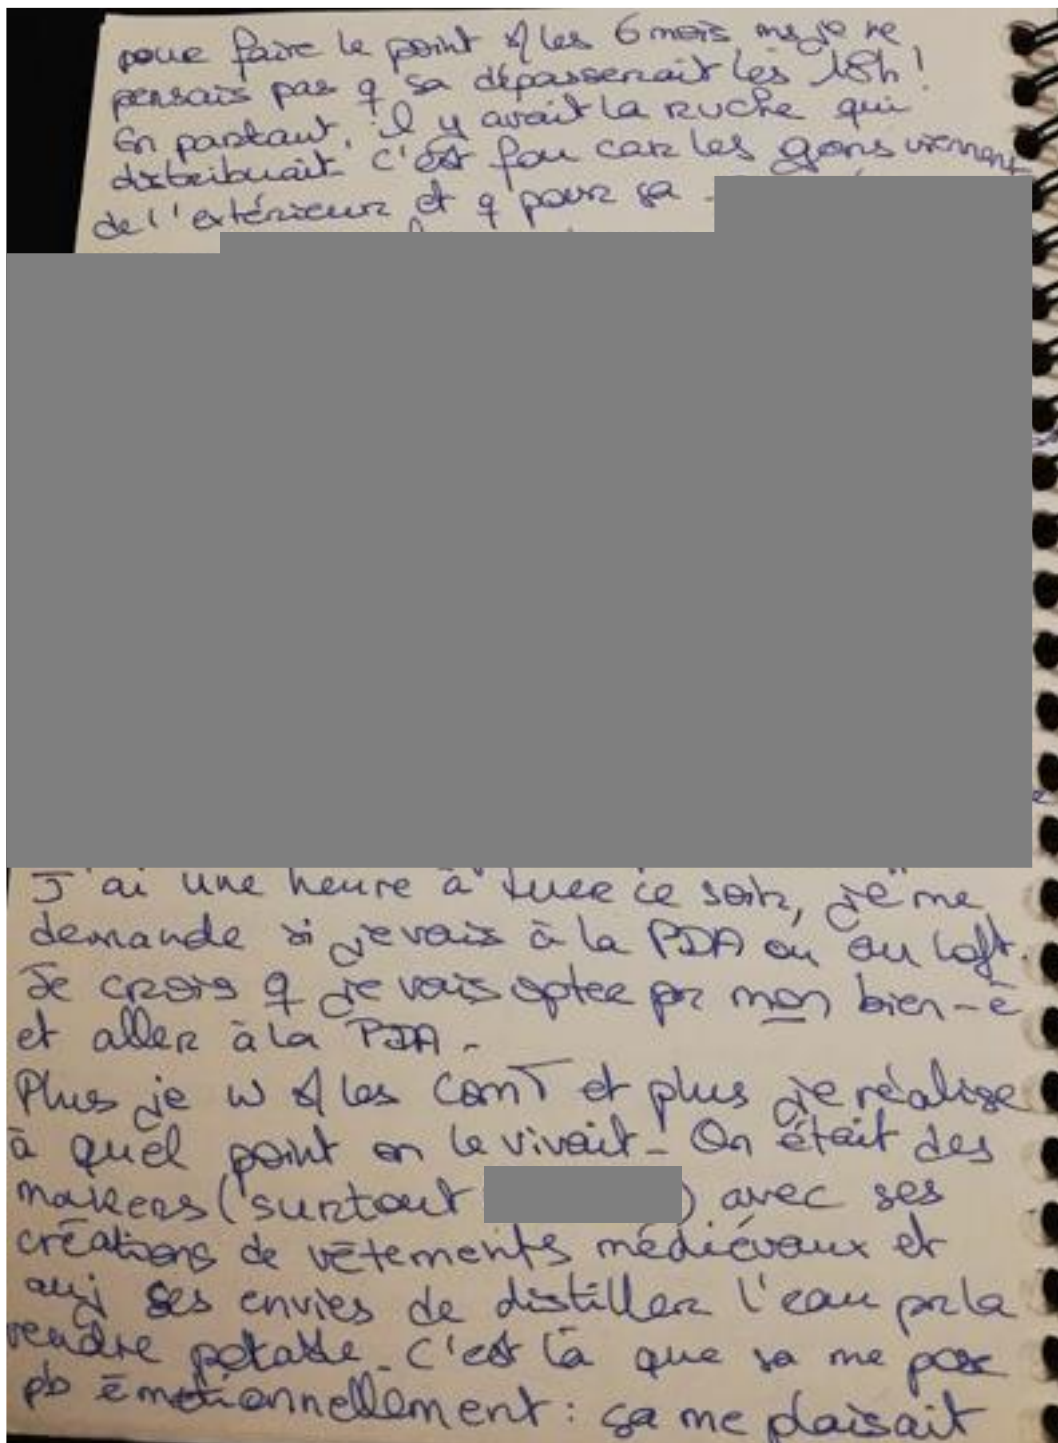 pour faire le point les 6 mois ms je ne
pensais pas q sa dépasserait les 18h!
En partant, il y avait la ruche qui
distribuait. C'est fou car les gens viennent
de l'extérieur et q pour sa
J'ai une heure à "tuer" ce soir, je me
demande si je vais à la PDA ou au Loft.
Je crois q je vais opter pr mon bien-ê
et aller à la PDA.
Plus je w les ComT et plus je réalise
à quel point on le vivait. On était des
makers (surtout ) avec ses
créations de vêtements médiévaux et
auj ses envies de distiller l'eau pr la
rendre potable. C'est là que sa me pose
pb émotionnellement : sa me plaisait